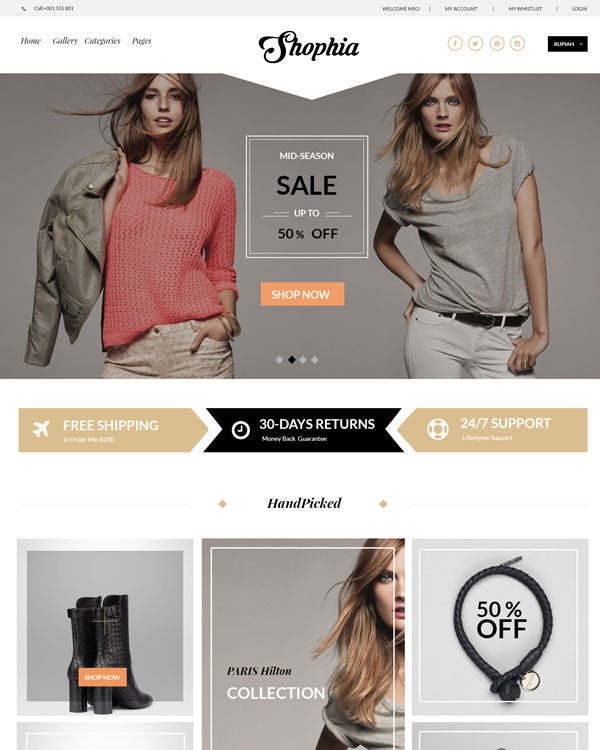 Call +001 555 801
WELCOME MSG! | MY ACCOUNT | MY WHISTLIST | LOGIN
Home Gallery Categories Pages
Shophia
RUPIAH
MID-SEASON
SALE
UP TO
50 % OFF
SHOP NOW
FREE SHIPPING
In Order Min $200
30-DAYS RETURNS
Money Back Guarantee
24/7 SUPPORT
Lifestyne Support
HandPicked
SHOP NOW
PARIS Hilton
COLLECTION
50 %
OFF